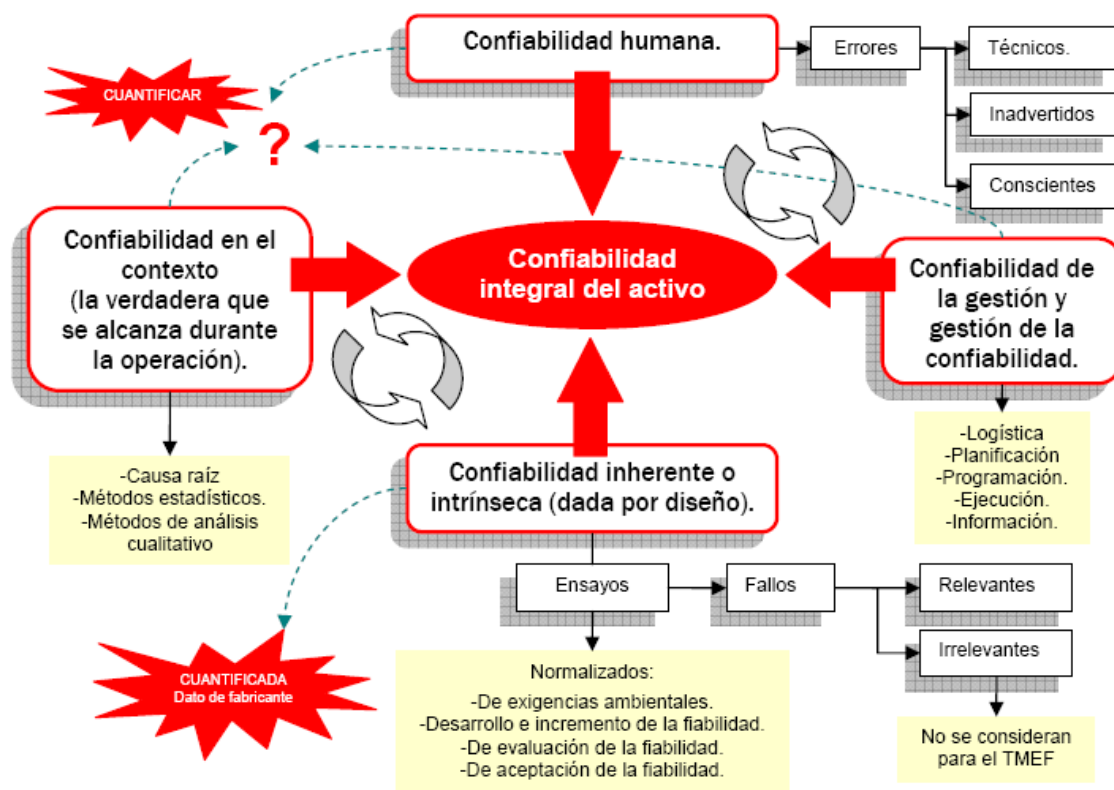 Confiabilidad humana.
Errores
Técnicos.
Inadvertidos
Conscientes
CUANTIFICAR
?
Confiabilidad en el
contexto
(la verdadera que
se alcanza durante
la operación).
Confiabilidad
integral del activo
Confiabilidad de
la gestión y
gestión de la
confiabilidad.
-Causa raíz
-Métodos estadísticos.
-Métodos de análisis
cualitativo
Confiabilidad inherente o
intrínseca (dada por diseño).
-Logística
-Planificación
-Programación.
-Ejecución.
-Información.
Ensayos
Fallos
Relevantes
Irrelevantes
CUANTIFICADA
Dato de fabricante
Normalizados:
-De exigencias ambientales.
-Desarrollo e incremento de la fiabilidad.
-De evaluación de la fiabilidad.
-De aceptación de la fiabilidad.
No se consideran
para el TMEF